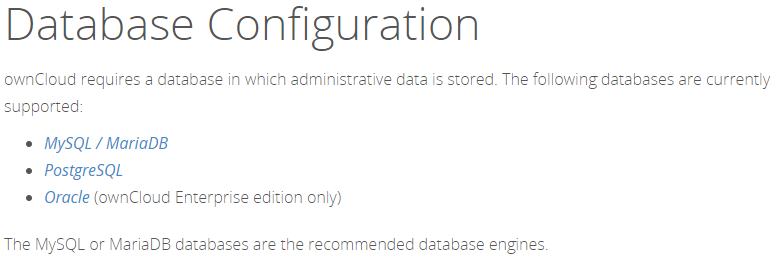 Database Configuration
ownCloud requires a database in which administrative data is stored. The following databases are currently
supported:
• MySQL / MariaDB
• PostgreSQL
• Oracle (ownCloud Enterprise edition only)
The MySQL or MariaDB databases are the recommended database engines.